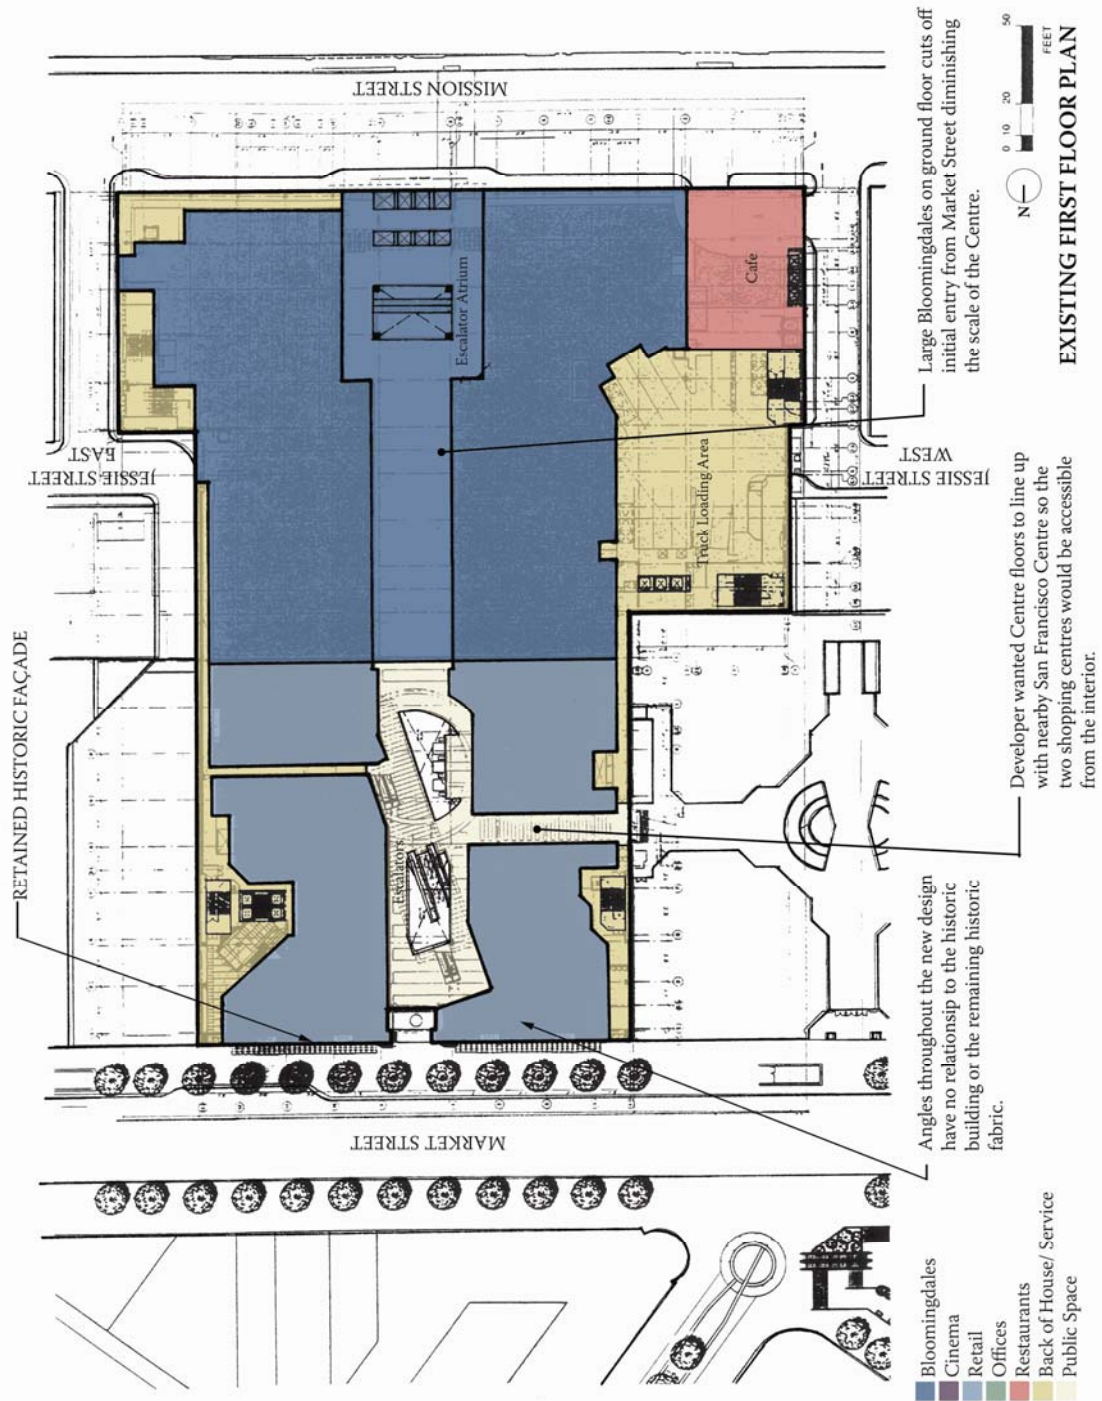 RETAINED HISTORIC FAÇADE
MISSION STREET
JESSIE STREET
EAST
JESSIE STREET
WEST
MARKET STREET
Escalator Atrium
Cafe
Truck Loading Area
Escalators
Large Bloomingdales on ground floor cuts off
initial entry from Market Street diminishing
the scale of the Centre.
Developer wanted Centre floors to line up
with nearby San Francisco Centre so the
two shopping centres would be accessible
from the interior.
Angles throughout the new design
have no relationsip to the historic
building or the remaining historic
fabric.
Bloomingdales
Cinema
Retail
Offices
Restaurants
Back of House/ Service
Public Space
N
0 10 20 50
FEET
EXISTING FIRST FLOOR PLAN